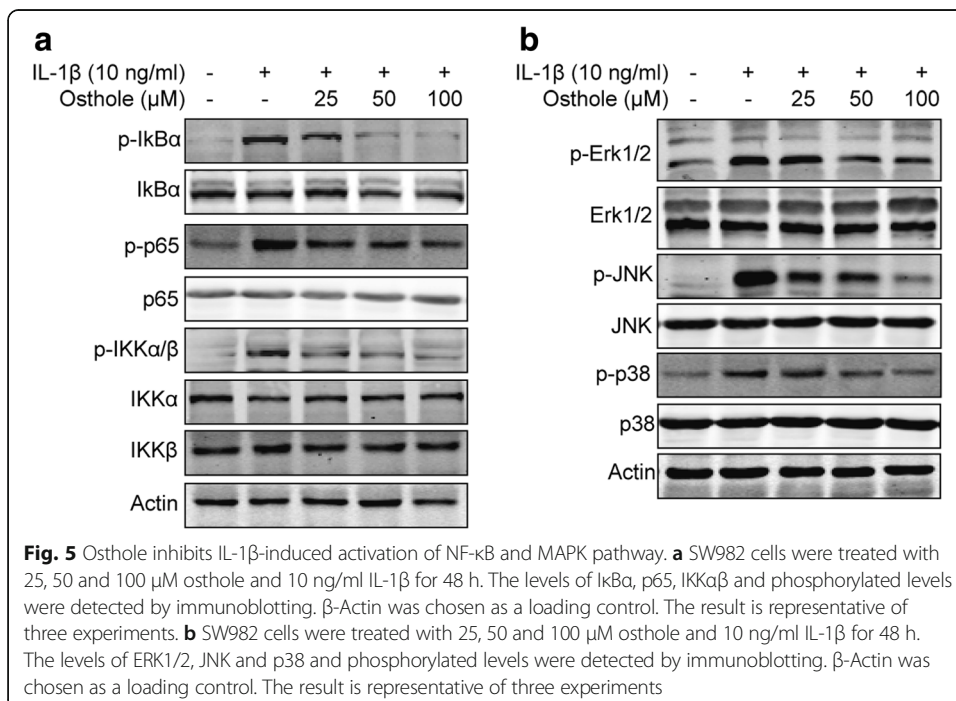 a
IL-1β (10 ng/ml) - + + + +
Osthole (μM) - - 25 50 100
p-IkBα
IkBα
p-p65
p65
p-IKKα/β
IKKα
IKKβ
Actin
b
IL-1β (10 ng/ml) - + + + +
Osthole (μM) - - 25 50 100
p-Erk1/2
Erk1/2
p-JNK
JNK
p-p38
p38
Actin
Fig. 5 Osthole inhibits IL-1β-induced activation of NF-κB and MAPK pathway. a SW982 cells were treated with
25, 50 and 100 μM osthole and 10 ng/ml IL-1β for 48 h. The levels of IκBα, p65, IKKαβ and phosphorylated levels
were detected by immunoblotting. β-Actin was chosen as a loading control. The result is representative of
three experiments. b SW982 cells were treated with 25, 50 and 100 μM osthole and 10 ng/ml IL-1β for 48 h.
The levels of ERK1/2, JNK and p38 and phosphorylated levels were detected by immunoblotting. β-Actin was
chosen as a loading control. The result is representative of three experiments